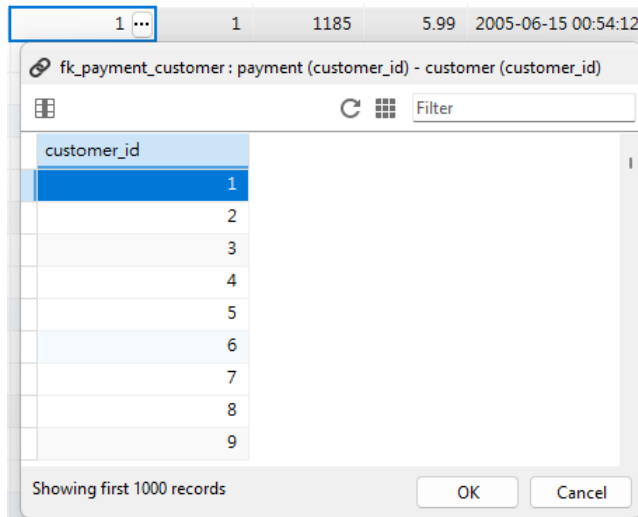 1 ... 1 1185 5.99 2005-06-15 00:54:12
fk_payment_customer : payment (customer_id) - customer (customer_id)
Filter
customer_id
1
2
3
4
5
6
7
8
9
Showing first 1000 records OK Cancel